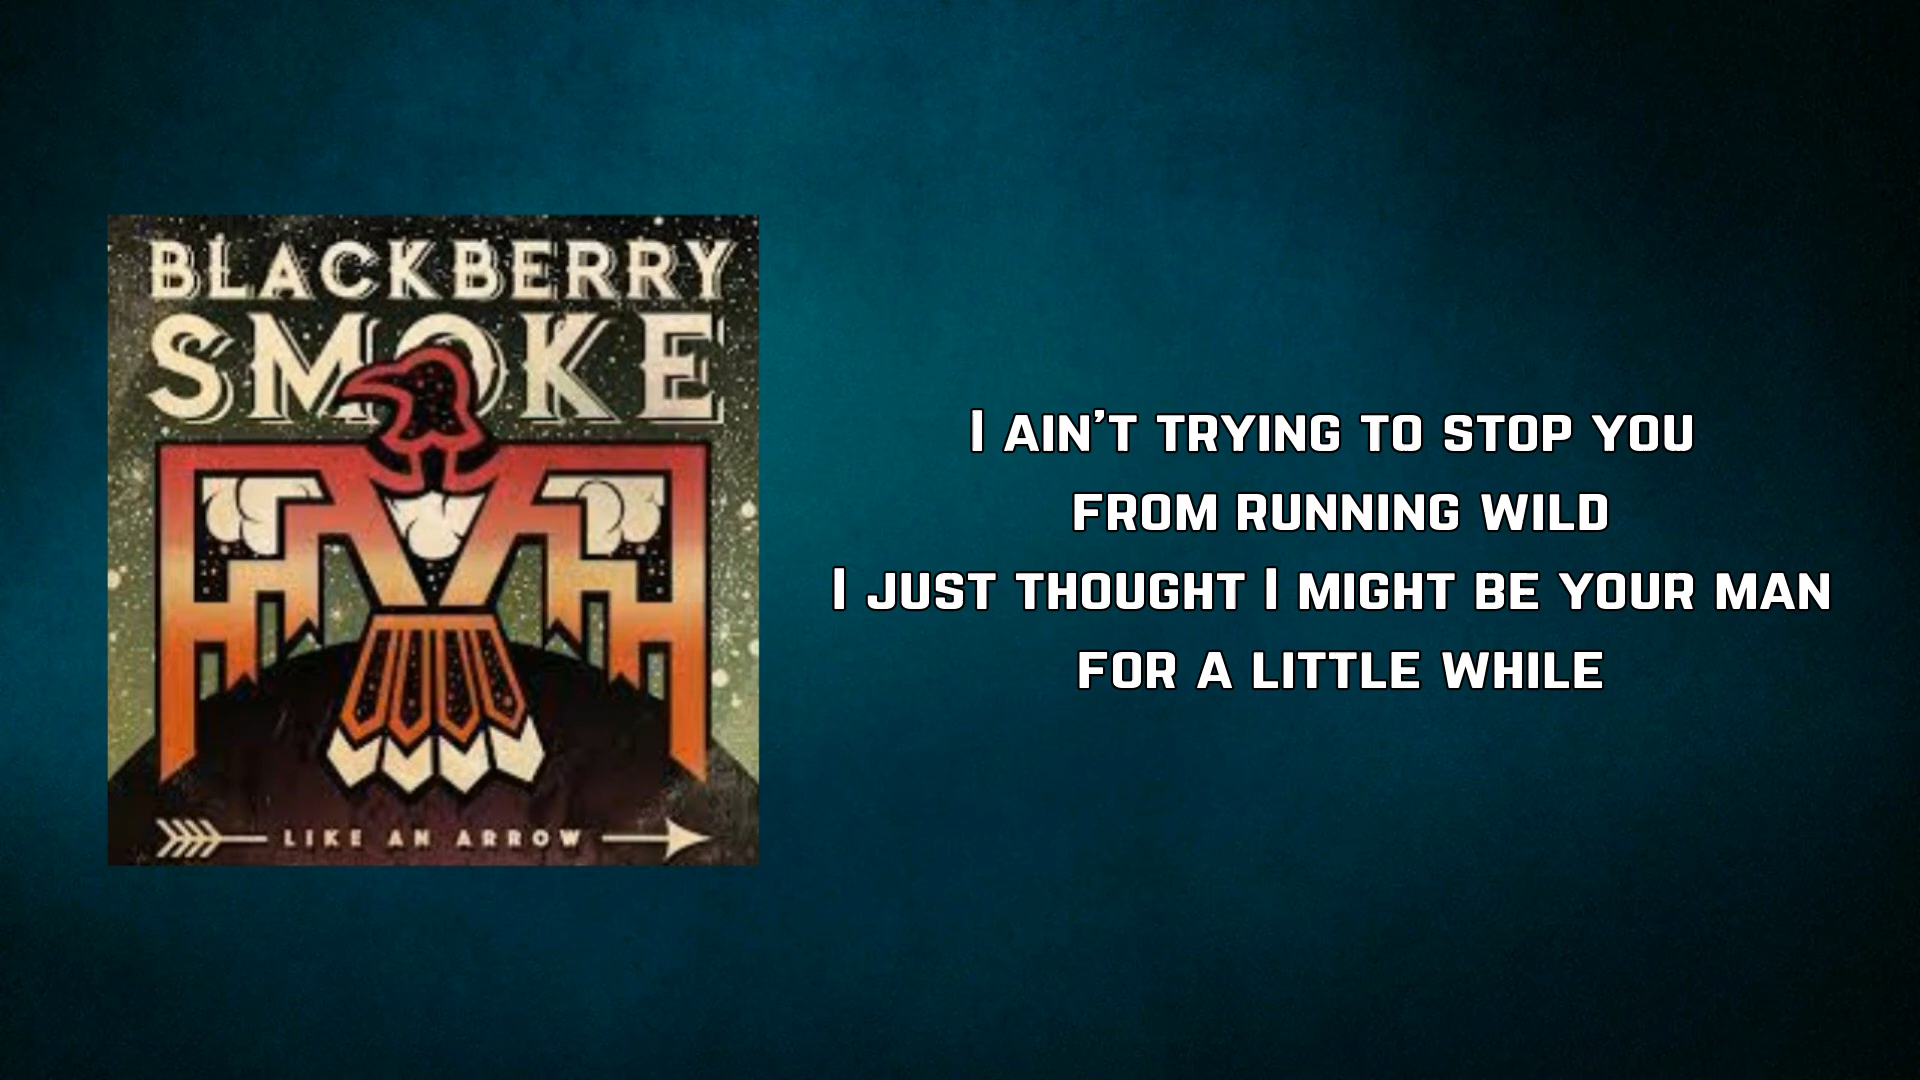 BLACKBERRY
SMOKE
LIKE AN ARROW
I AIN'T TRYING TO STOP YOU
FROM RUNNING WILD
I JUST THOUGHT I MIGHT BE YOUR MAN
FOR A LITTLE WHILE